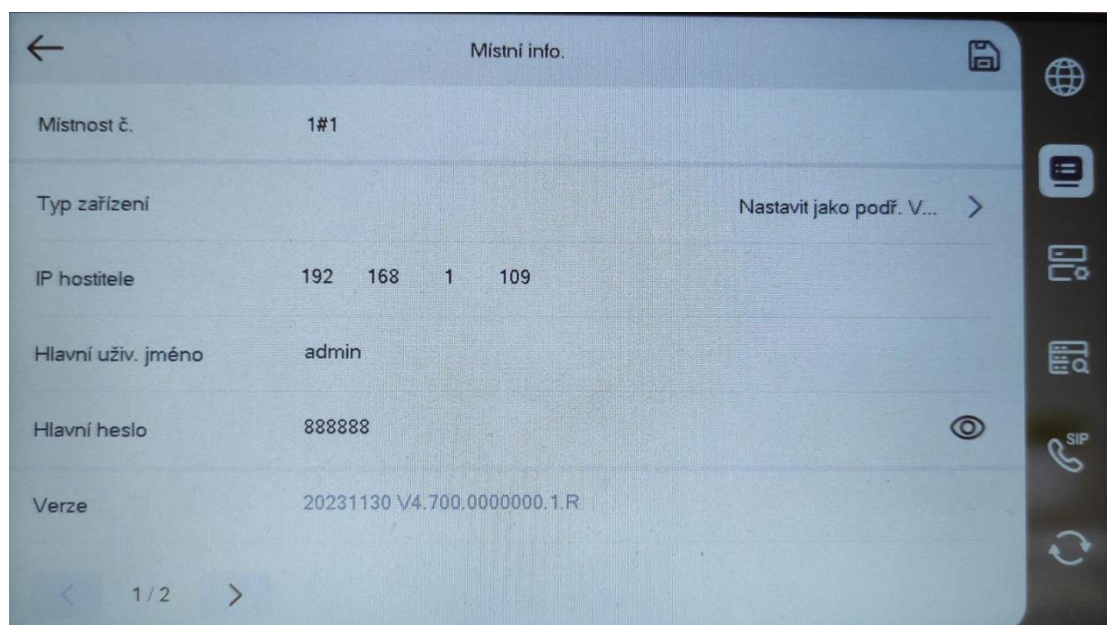 Místní info.
Místnost č. 1#1
Typ zařízení Nastavit jako podř. V...
IP hostitele 192 168 1 109
Hlavní uživ. jméno admin
Hlavní heslo 888888
Verze 20231130 V4.700.0000000.1.R
SIP
1 / 2